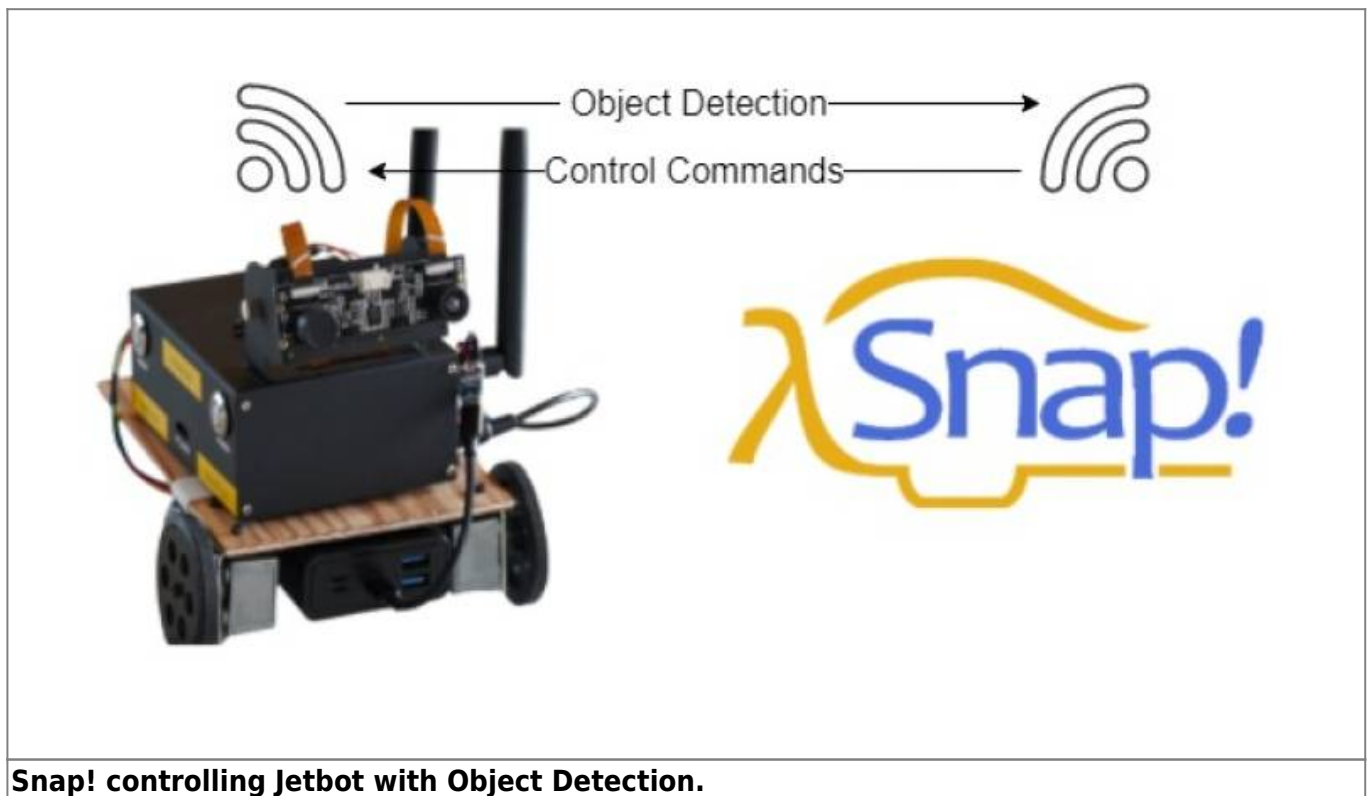 Object Detection
Control Commands
λSnap!
Snap! controlling Jetbot with Object Detection.